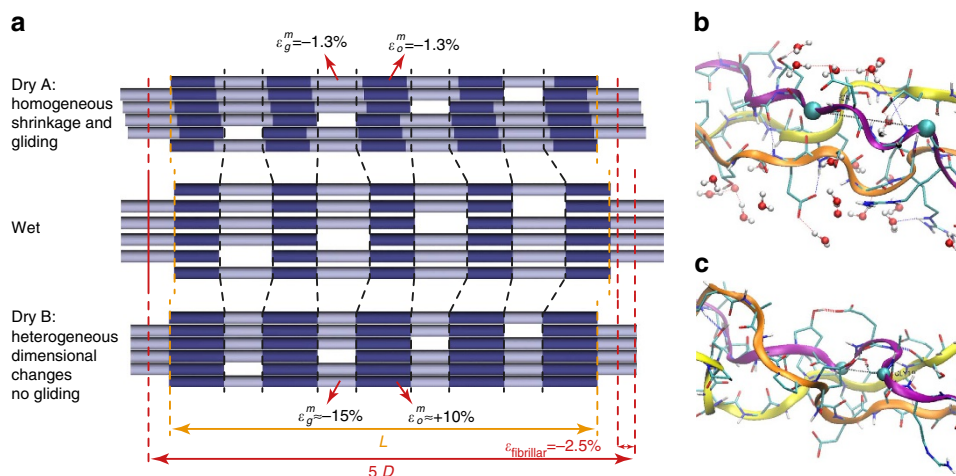 a
ε_g^m=−1.3%
ε_o^m=−1.3%
Dry A:
homogeneous
shrinkage and
gliding
Wet
Dry B:
heterogeneous
dimensional
changes
no gliding
ε_g^m≈−15%
ε_o^m≈+10%
L
ε_fibrillar=−2.5%
5 D
b
c